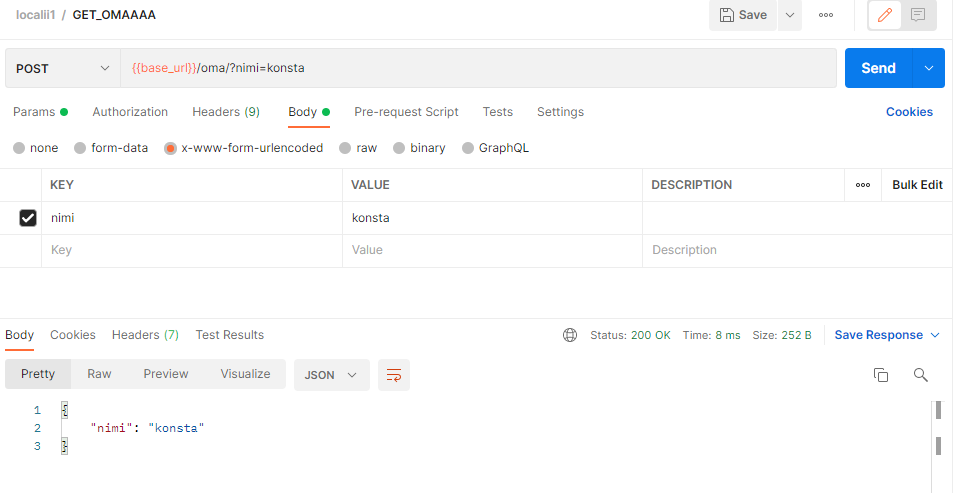 localii1 / GET_OMAAAA
Save
POST
{{base_url}}/oma/?nimi=konsta
Send
Params
Authorization
Headers (9)
Body
Pre-request Script
Tests
Settings
Cookies
none
form-data
x-www-form-urlencoded
raw
binary
GraphQL
KEY
VALUE
DESCRIPTION
Bulk Edit
nimi
konsta
Key
Value
Description
Body
Cookies
Headers (7)
Test Results
Status: 200 OK
Time: 8 ms
Size: 252 B
Save Response
Pretty
Raw
Preview
Visualize
JSON
1 {
2 "nimi": "konsta"
3 }